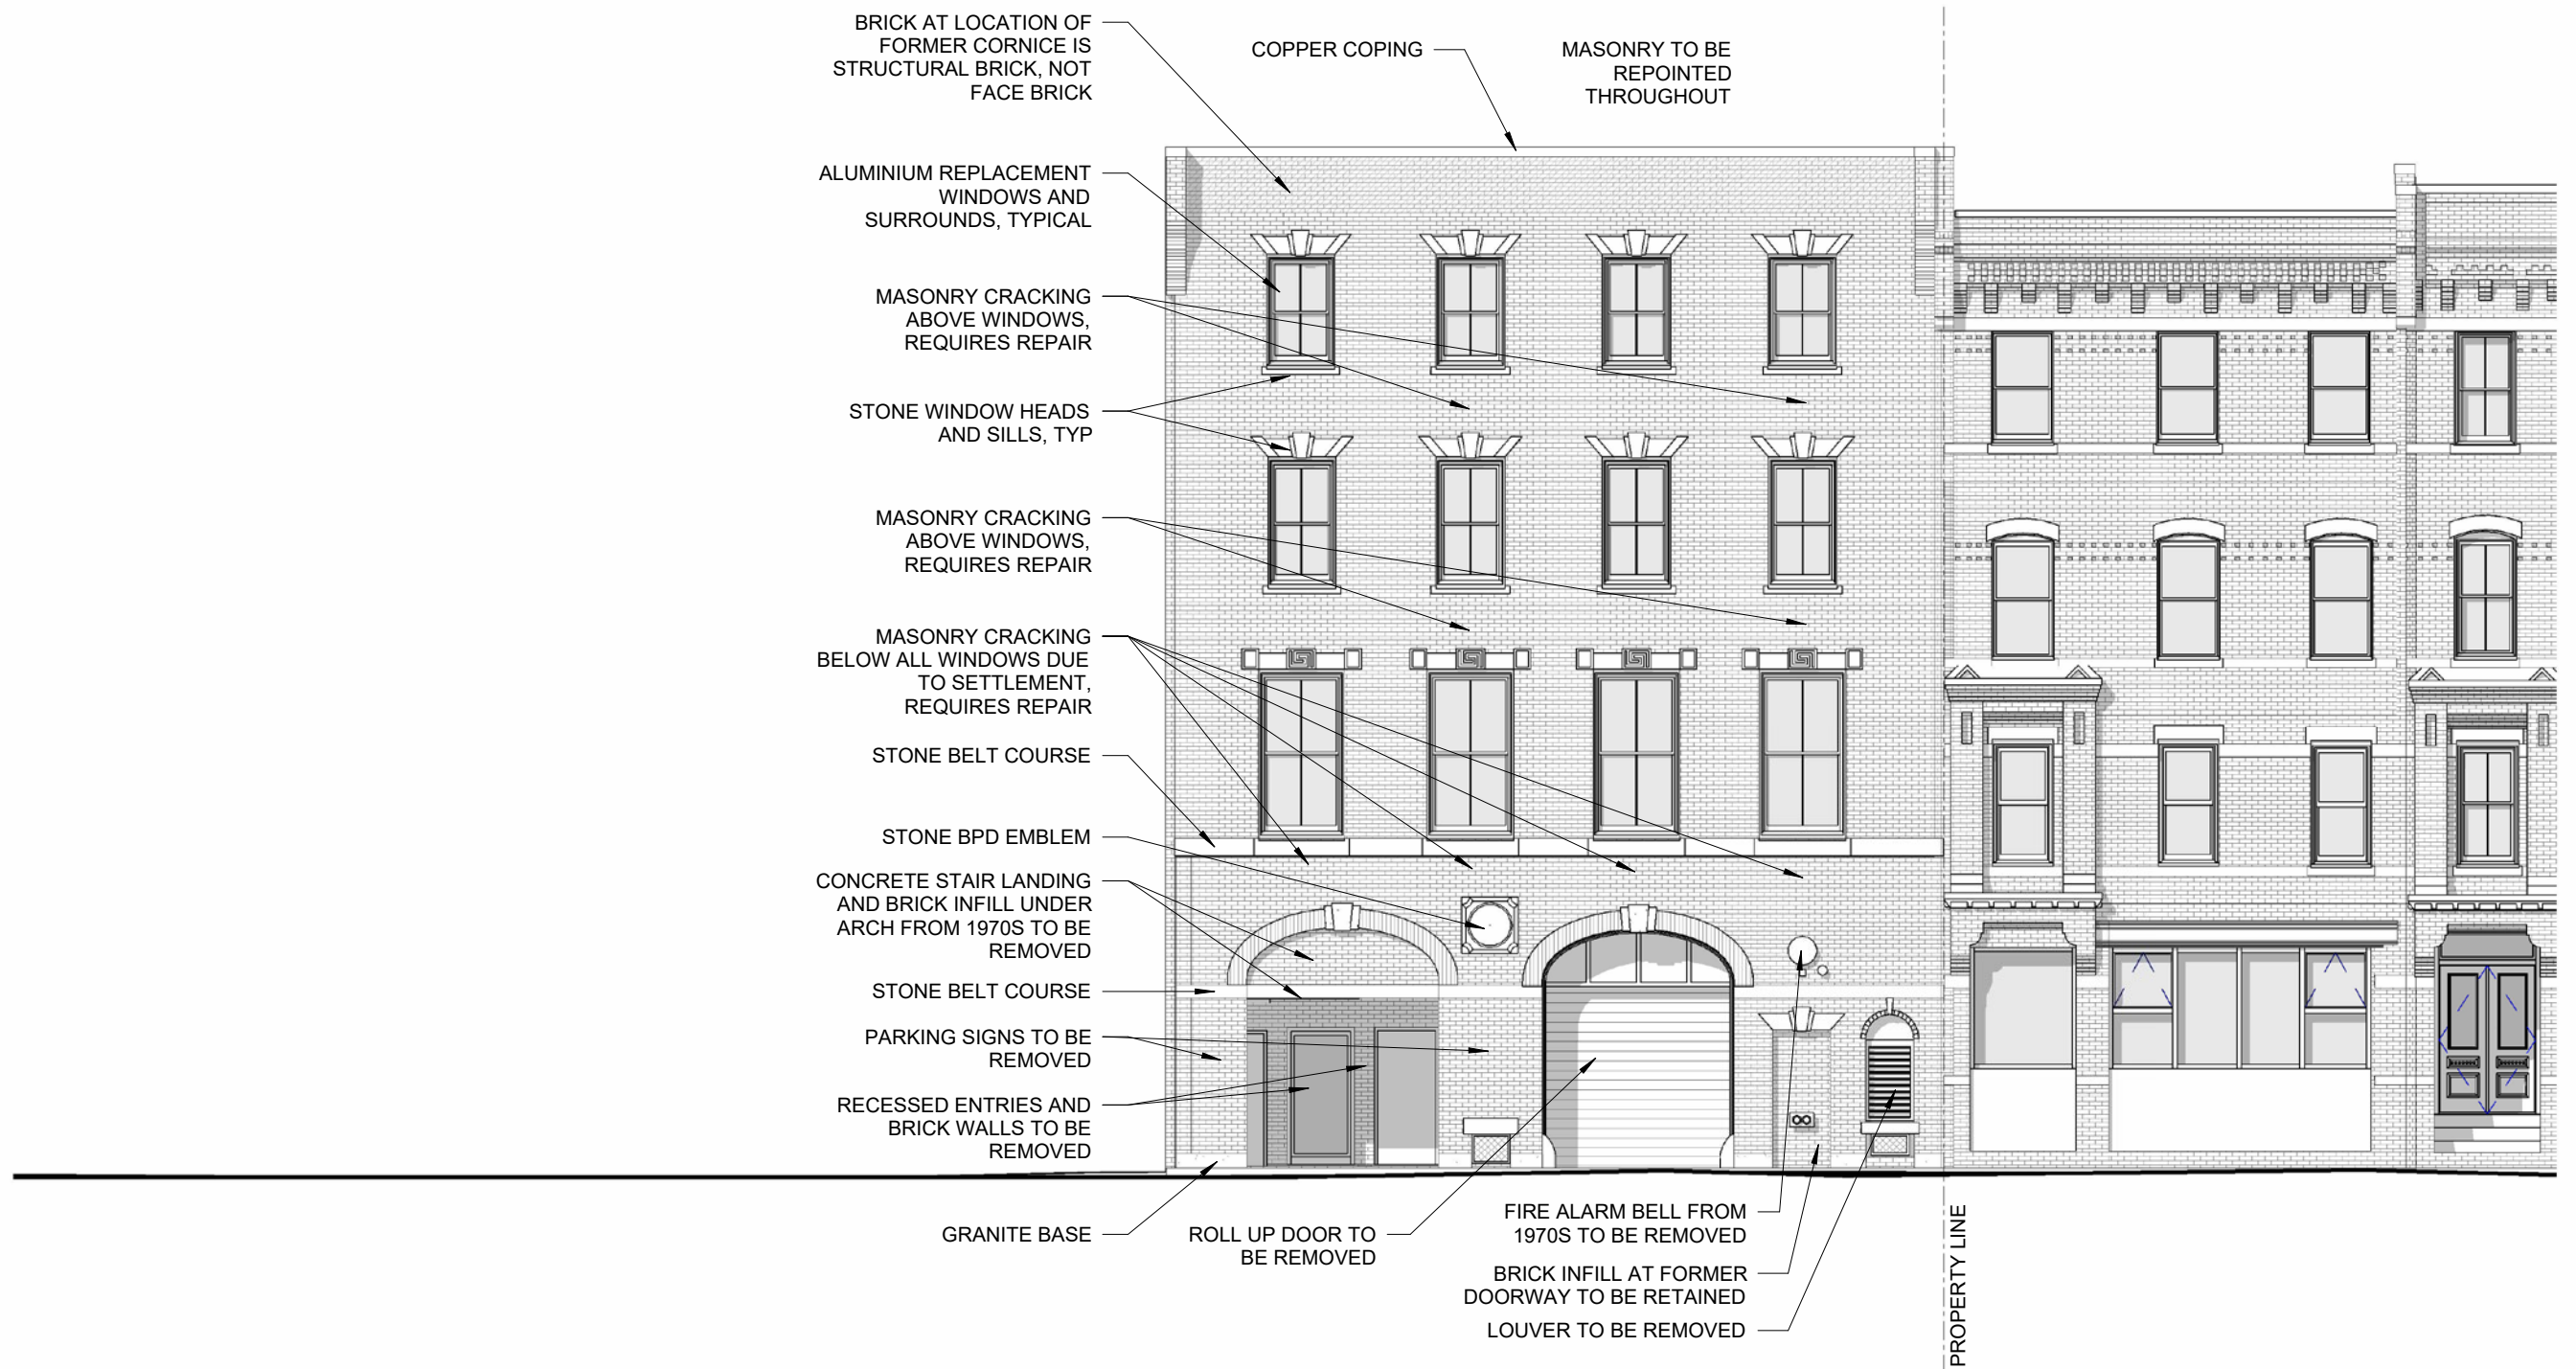 BRICK AT LOCATION OF
FORMER CORNICE IS
STRUCTURAL BRICK, NOT
FACE BRICK
COPPER COPING
MASONRY TO BE
REPOINTED
THROUGHOUT
ALUMINIUM REPLACEMENT
WINDOWS AND
SURROUNDS, TYPICAL
MASONRY CRACKING
ABOVE WINDOWS,
REQUIRES REPAIR
STONE WINDOW HEADS
AND SILLS, TYP
MASONRY CRACKING
ABOVE WINDOWS,
REQUIRES REPAIR
MASONRY CRACKING
BELOW ALL WINDOWS DUE
TO SETTLEMENT,
REQUIRES REPAIR
STONE BELT COURSE
STONE BPD EMBLEM
CONCRETE STAIR LANDING
AND BRICK INFILL UNDER
ARCH FROM 1970S TO BE
REMOVED
STONE BELT COURSE
PARKING SIGNS TO BE
REMOVED
RECESSED ENTRIES AND
BRICK WALLS TO BE
REMOVED
GRANITE BASE
ROLL UP DOOR TO
BE REMOVED
FIRE ALARM BELL FROM
1970S TO BE REMOVED
BRICK INFILL AT FORMER
DOORWAY TO BE RETAINED
LOUVER TO BE REMOVED
PROPERTY LINE